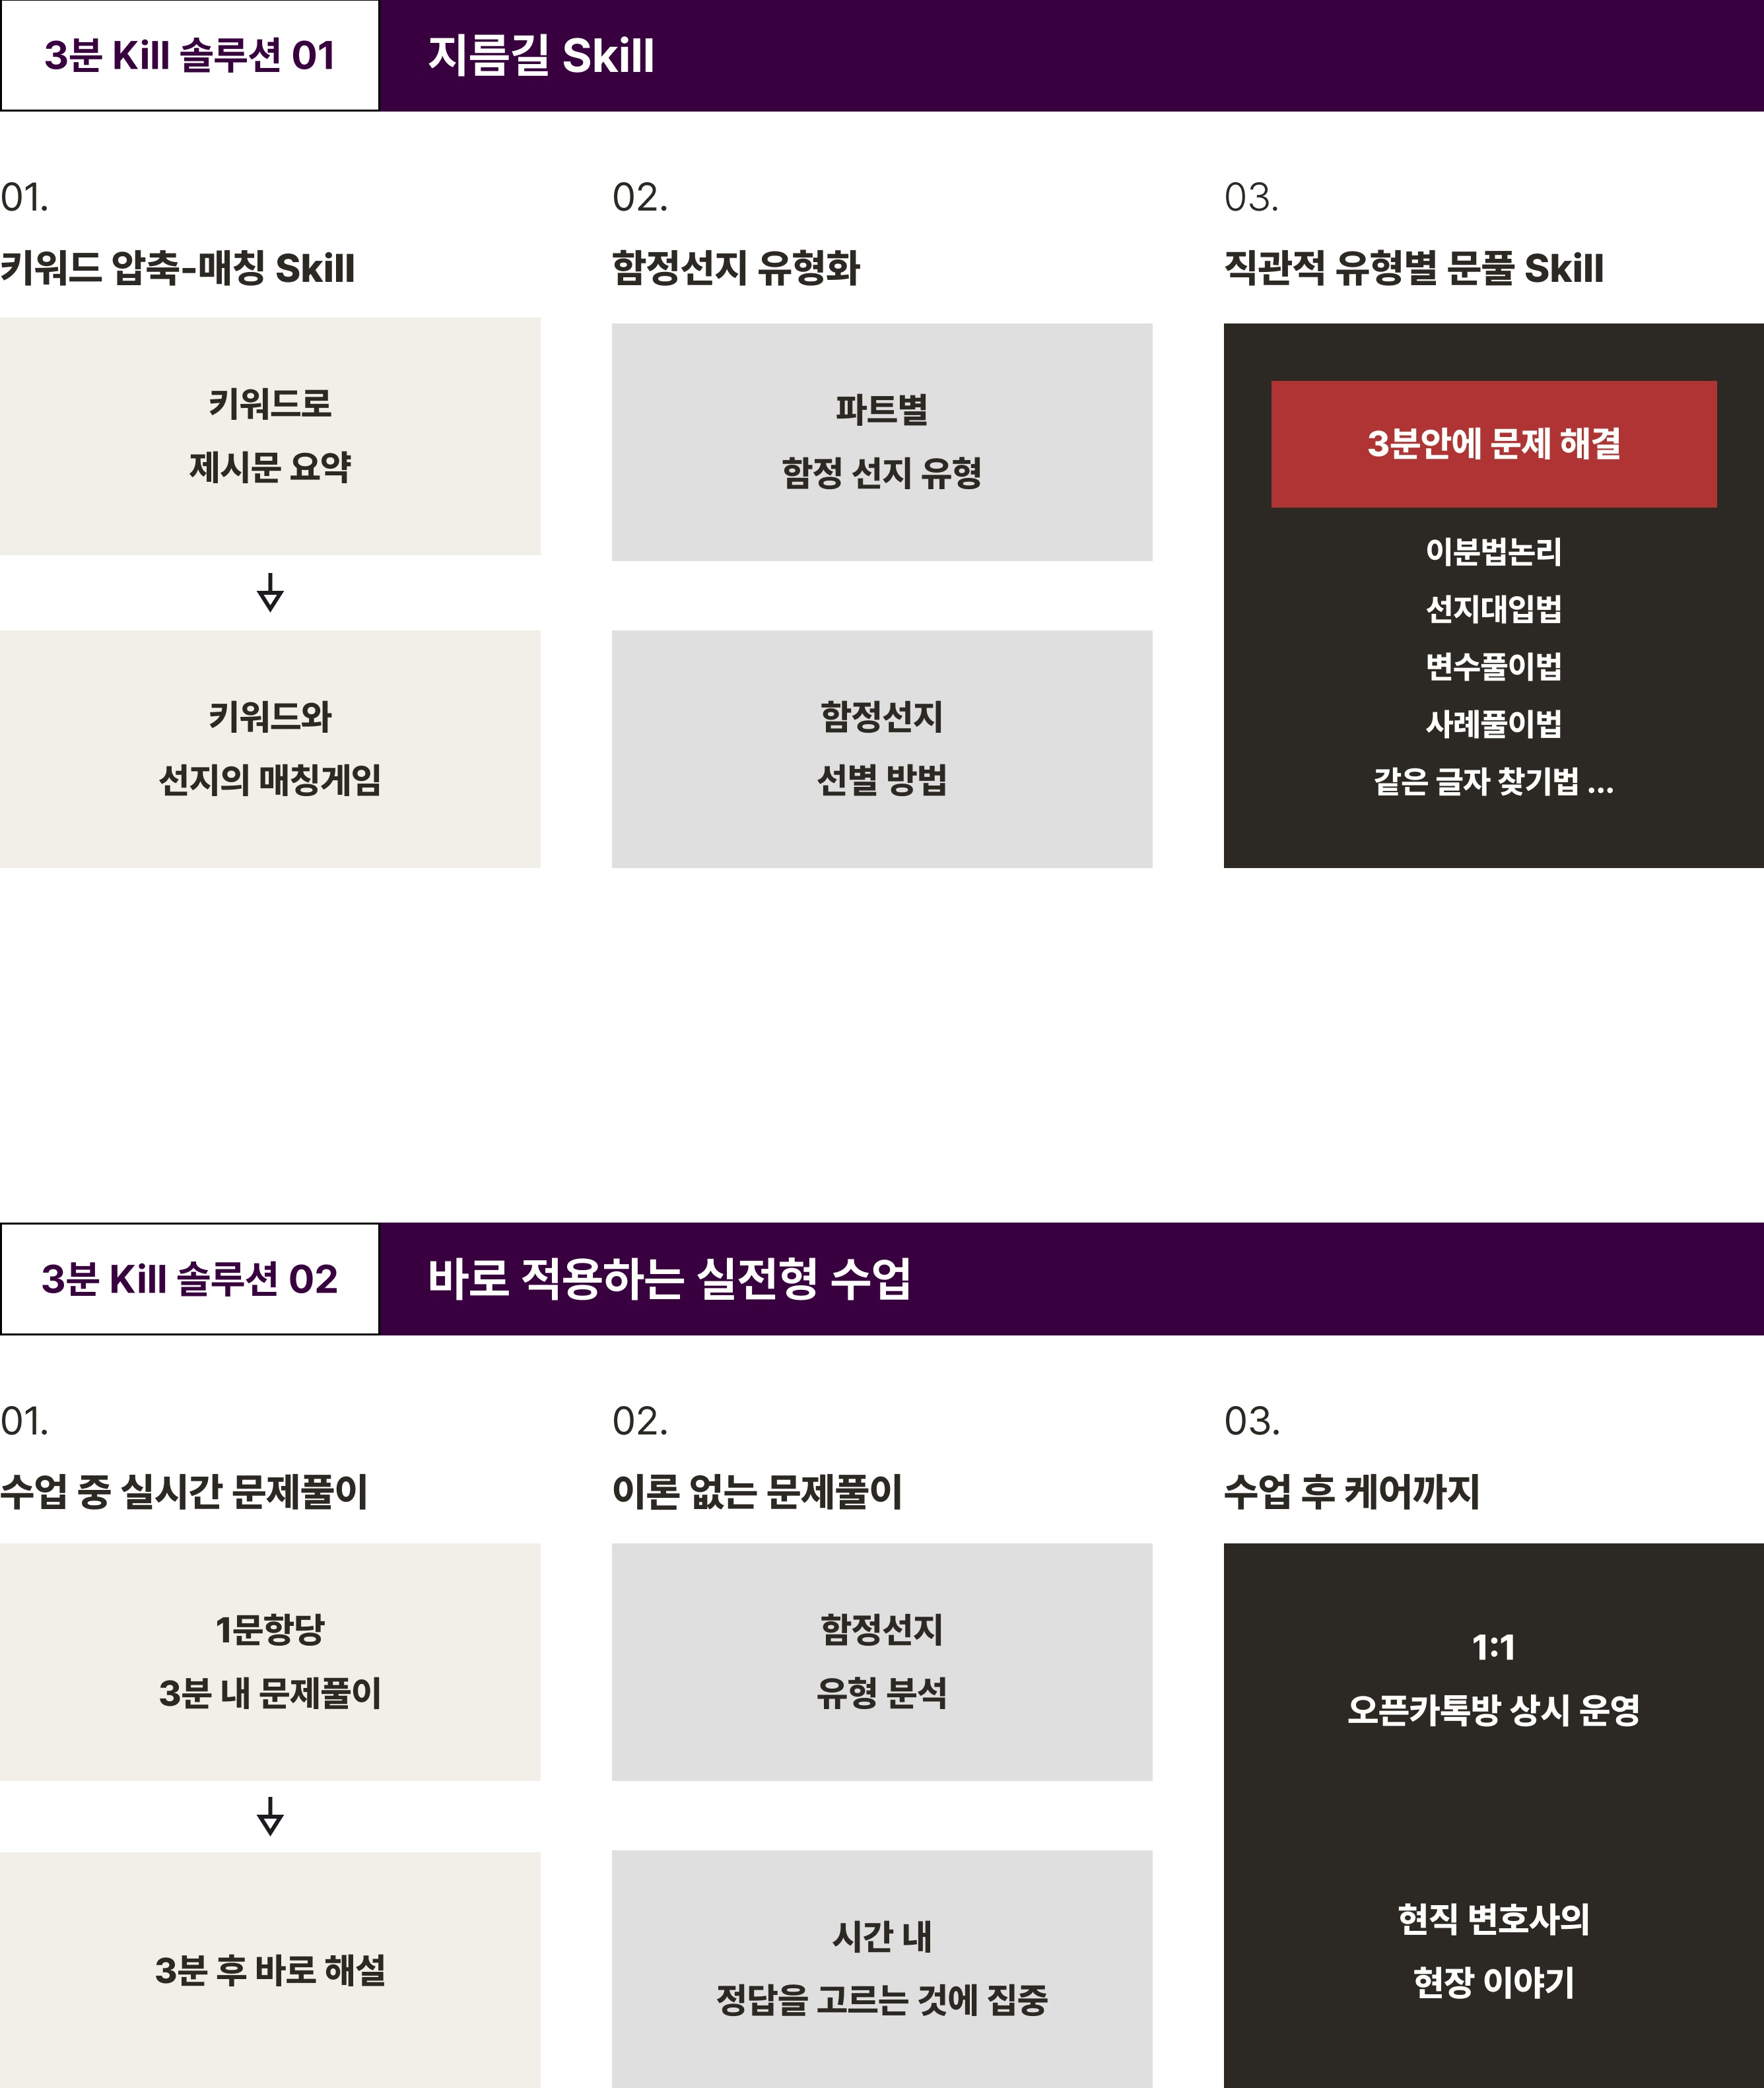 3분 Kill 솔루션 01
지름길 Skill
01.
키워드 압축-매칭 Skill
키워드로
제시문 요약
키워드와
선지의 매칭게임
02.
함정선지 유형화
파트별
함정 선지 유형
함정선지
선별 방법
03.
직관적 유형별 문풀 Skill
3분안에 문제 해결
이분법논리
선지대입법
변수풀이법
사례풀이법
같은 글자 찾기법 ...
3분 Kill 솔루션 02
바로 적용하는 실전형 수업
01.
수업 중 실시간 문제풀이
1문항당
3분 내 문제풀이
3분 후 바로 해설
02.
이론 없는 문제풀이
함정선지
유형 분석
시간 내
정답을 고르는 것에 집중
03.
수업 후 케어까지
1:1
오픈카톡방 상시 운영
현직 변호사의
현장 이야기